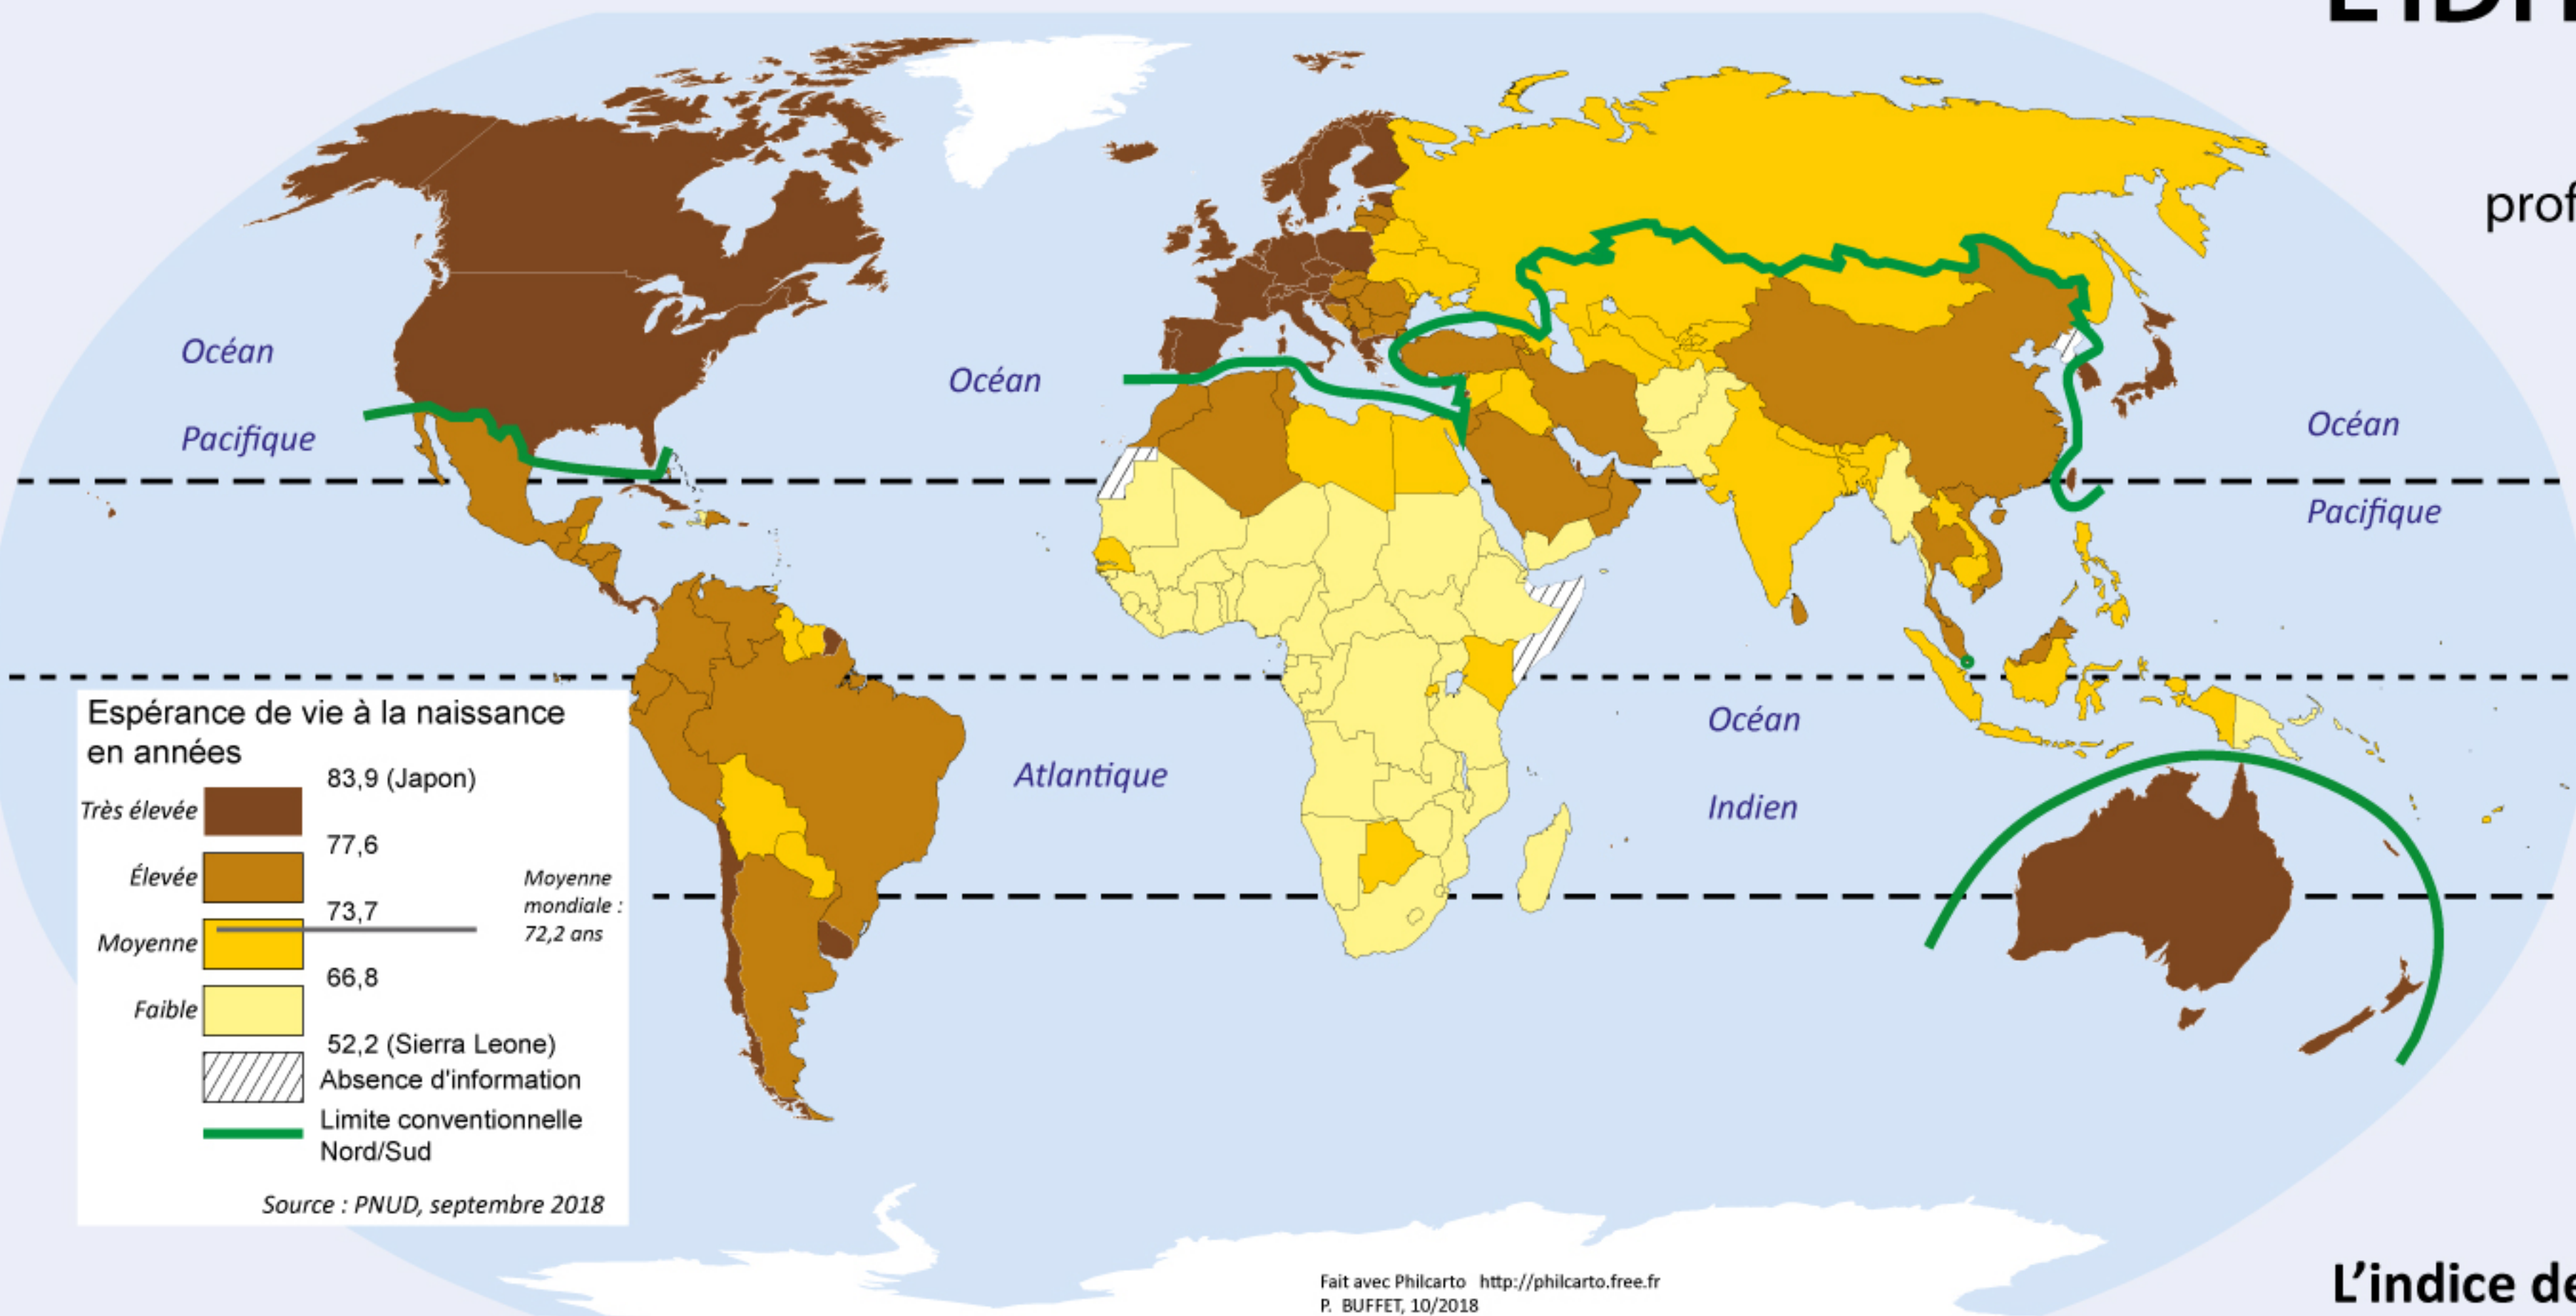 L'IDH
prof
Océan
Pacifique
Océan
Océan
Pacifique
Océan
Indien
Atlantique
Espérance de vie à la naissance
en années
83,9 (Japon)
Très élevée
77,6
Élevée
73,7
Moyenne
mondiale :
72,2 ans
Moyenne
66,8
Faible
52,2 (Sierra Leone)
Absence d'information
Limite conventionnelle
Nord/Sud
Source : PNUD, septembre 2018
Fait avec Philcarto http://philcarto.free.fr
P. BUFFET, 10/2018
L'indice de